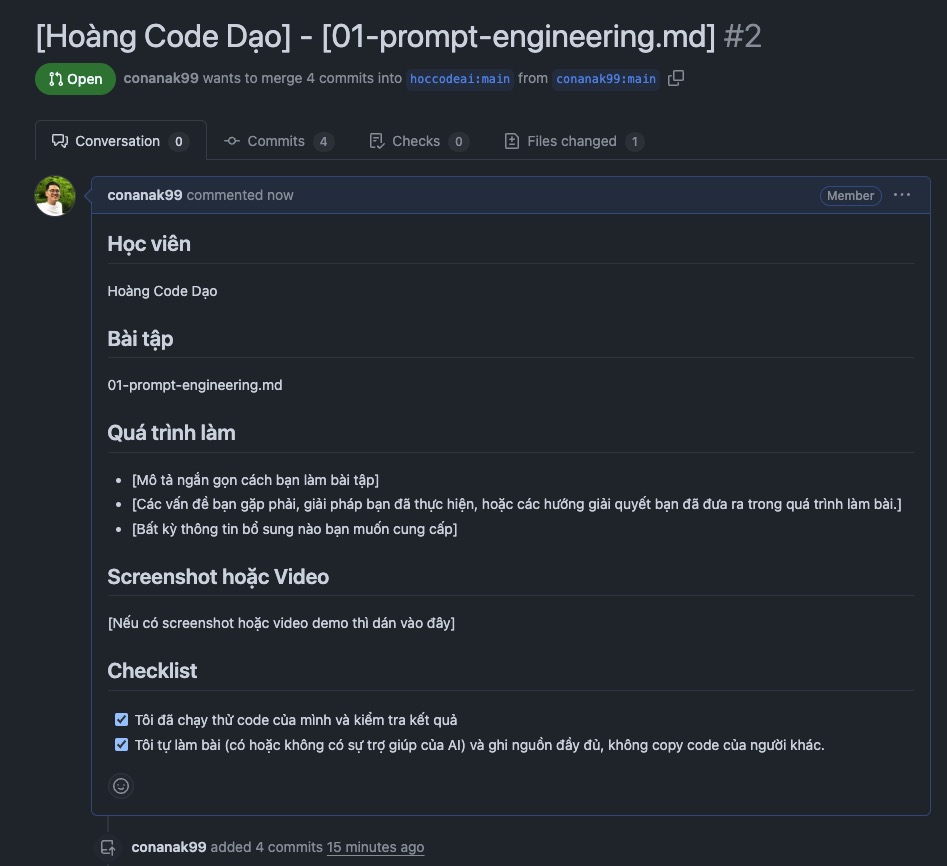 [Hoàng Code Dạo] - [01-prompt-engineering.md] #2
Open conanak99 wants to merge 4 commits into hoccodeai:main from conanak99:main
Conversation 0 Commits 4 Checks 0 Files changed 1
conanak99 commented now Member
Học viên
Hoàng Code Dạo
Bài tập
01-prompt-engineering.md
Quá trình làm
[Mô tả ngắn gọn cách bạn làm bài tập]
[Các vấn đề bạn gặp phải, giải pháp bạn đã thực hiện, hoặc các hướng giải quyết bạn đã đưa ra trong quá trình làm bài.]
[Bất kỳ thông tin bổ sung nào bạn muốn cung cấp]
Screenshot hoặc Video
[Nếu có screenshot hoặc video demo thì dán vào đây]
Checklist
Tôi đã chạy thử code của mình và kiểm tra kết quả
Tôi tự làm bài (có hoặc không có sự trợ giúp của AI) và ghi nguồn đầy đủ, không copy code của người khác.
conanak99 added 4 commits 15 minutes ago